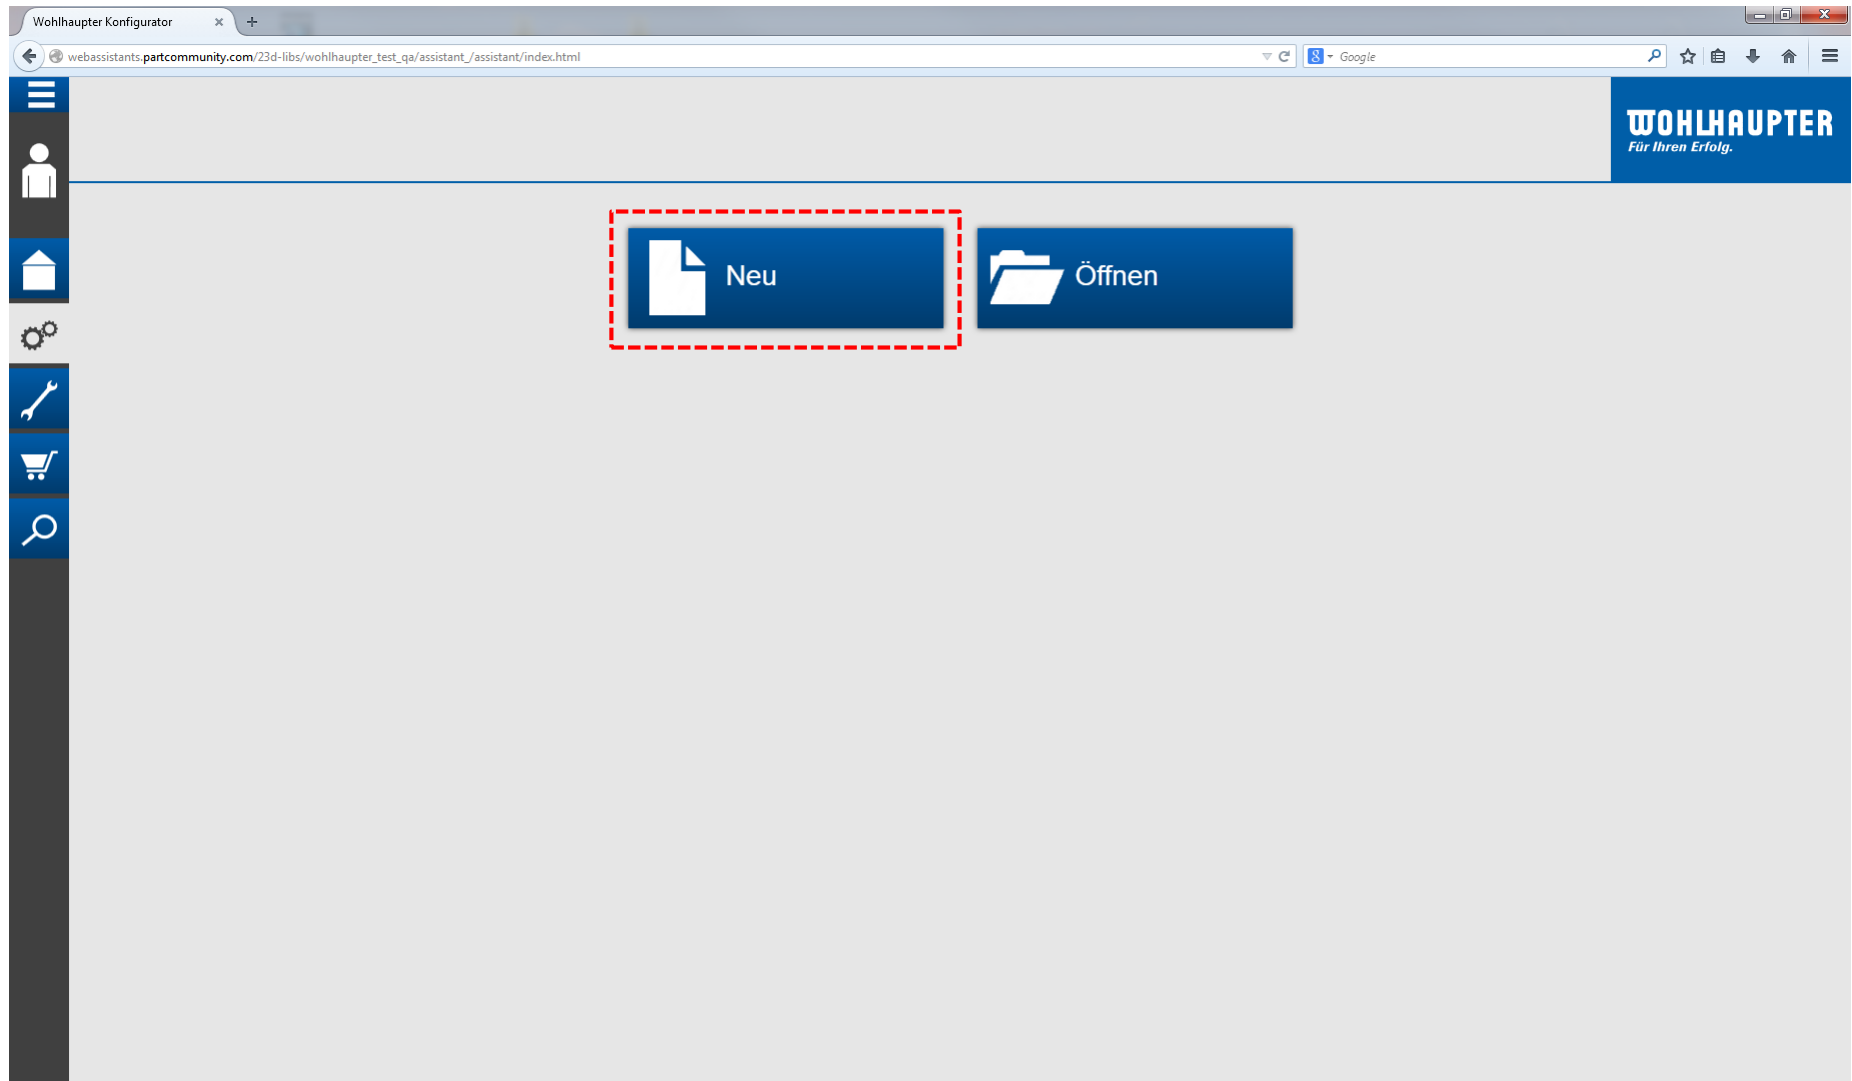 Wohlhaupter Konfigurator
webassistants.partcommunity.com/23d-libs/wohlhaupter_test_qa/assistant_/assistant/index.html
Google
WOHLHAUPTER
Für Ihren Erfolg.
Neu
Öffnen